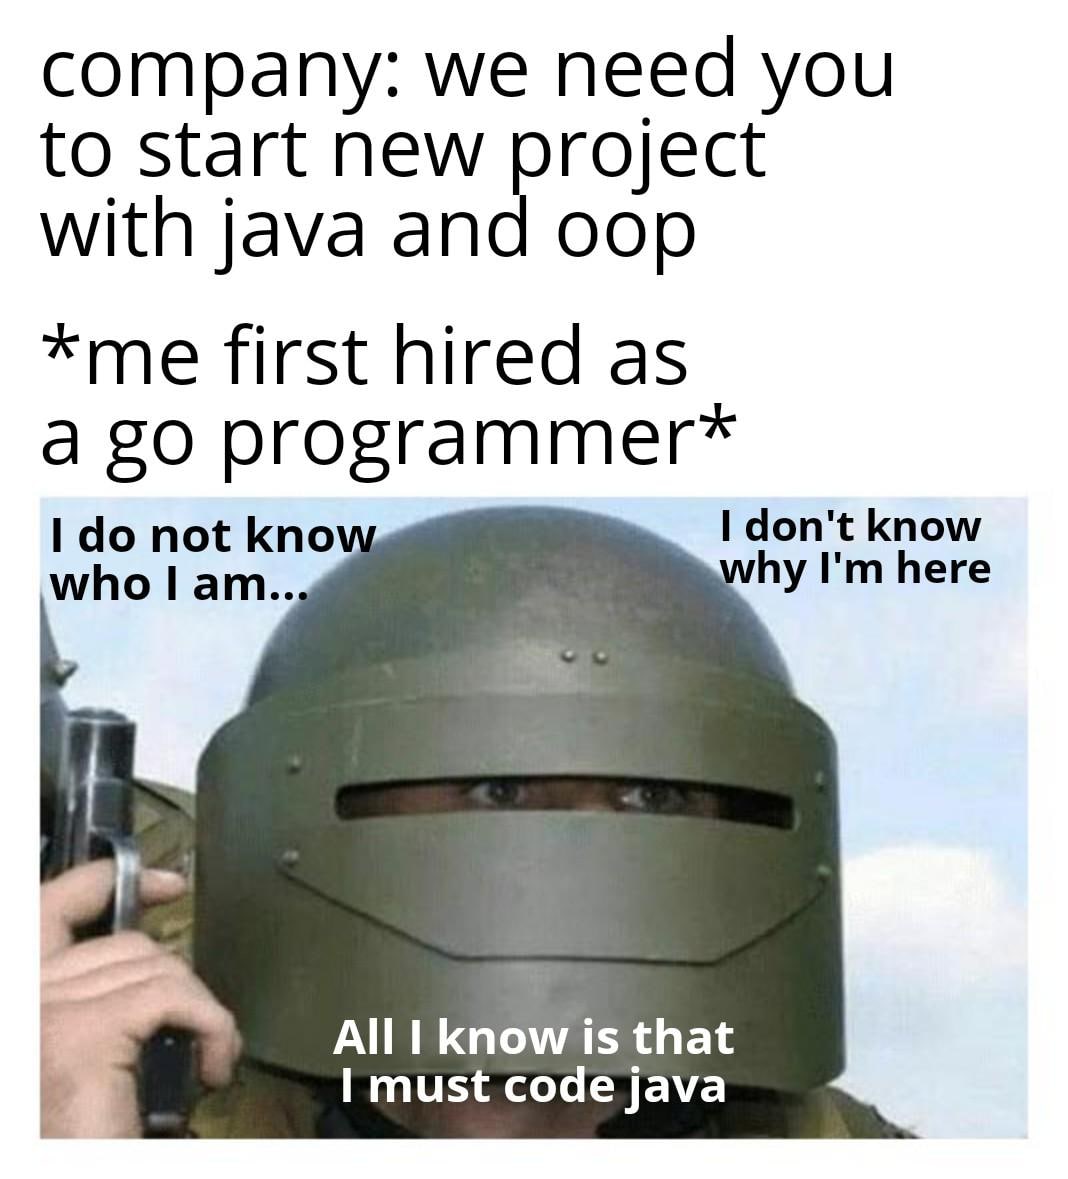 company: we need you
to start new project
with java and oop
*me first hired as
a go programmer*
I do not know
who I am...
I don't know
why I'm here
All I know is that
I must code java